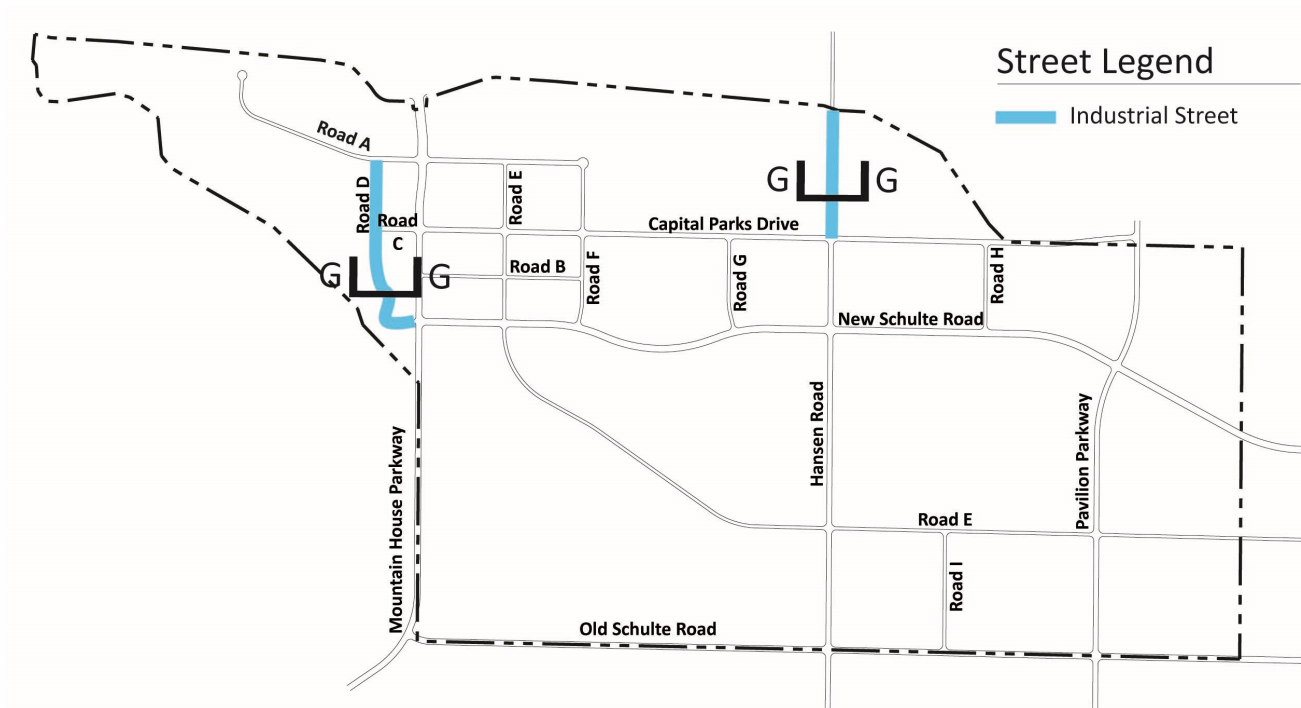 Street Legend
Industrial Street
Road A
Road D
Road E
G G
Road
C
Capital Parks Drive
Road B
Road F
Road G
Road H
G G
New Schulte Road
Hansen Road
Pavilion Parkway
Mountain House Parkway
Road E
Road I
Old Schulte Road